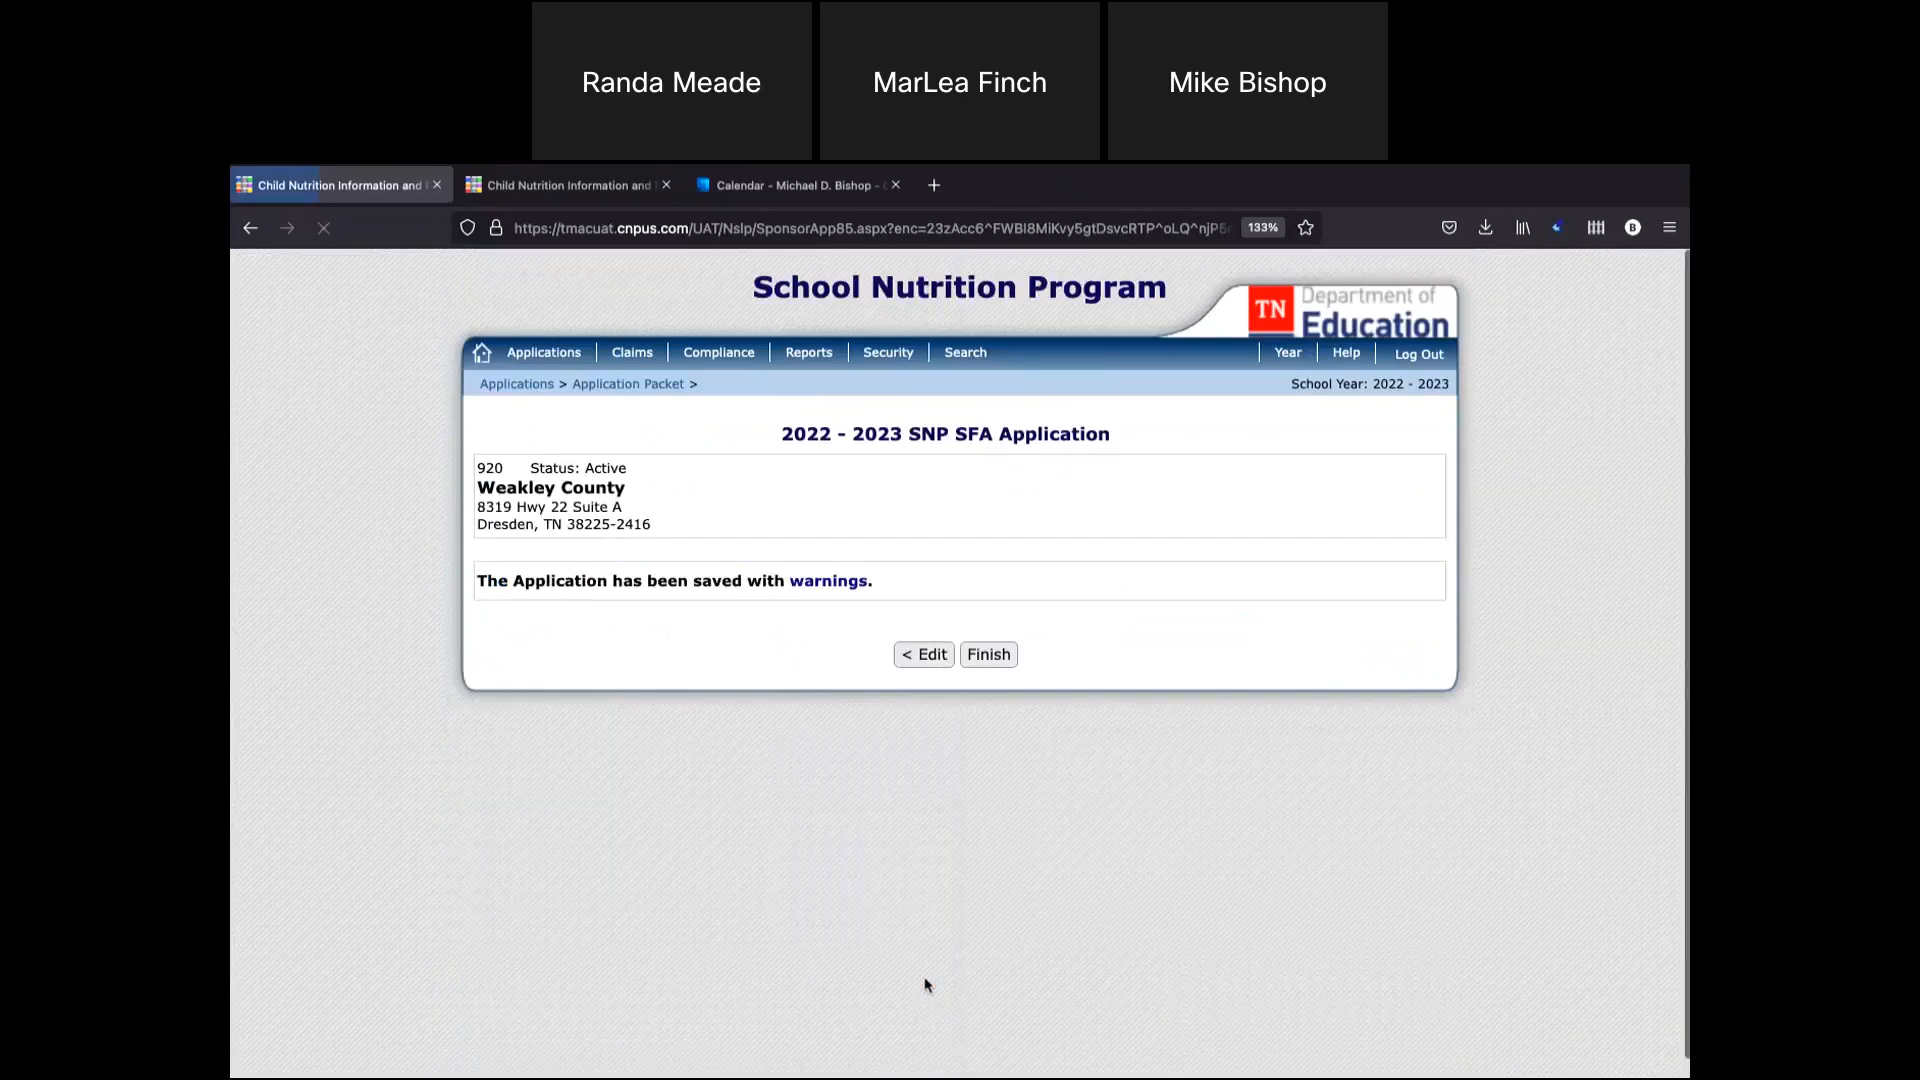 Randa Meade
MarLea Finch
Mike Bishop
Child Nutrition Information and
Child Nutrition Information and
Calendar - Michael D. Bishop -
https://tmacuat.cnpus.com/UAT/Nslp/SponsorApp85.aspx?enc=23zAcc6^FWBI8MiKvy5gtDsvcRTP^oLQ^njP5
133%
B
School Nutrition Program
TN
Department of
Education
Applications
Claims
Compliance
Reports
Security
Search
Year
Help
Log Out
Applications > Application Packet >
School Year: 2022 - 2023
2022 - 2023 SNP SFA Application
920 Status: Active
Weakley County
8319 Hwy 22 Suite A
Dresden, TN 38225-2416
The Application has been saved with warnings.
< Edit
Finish